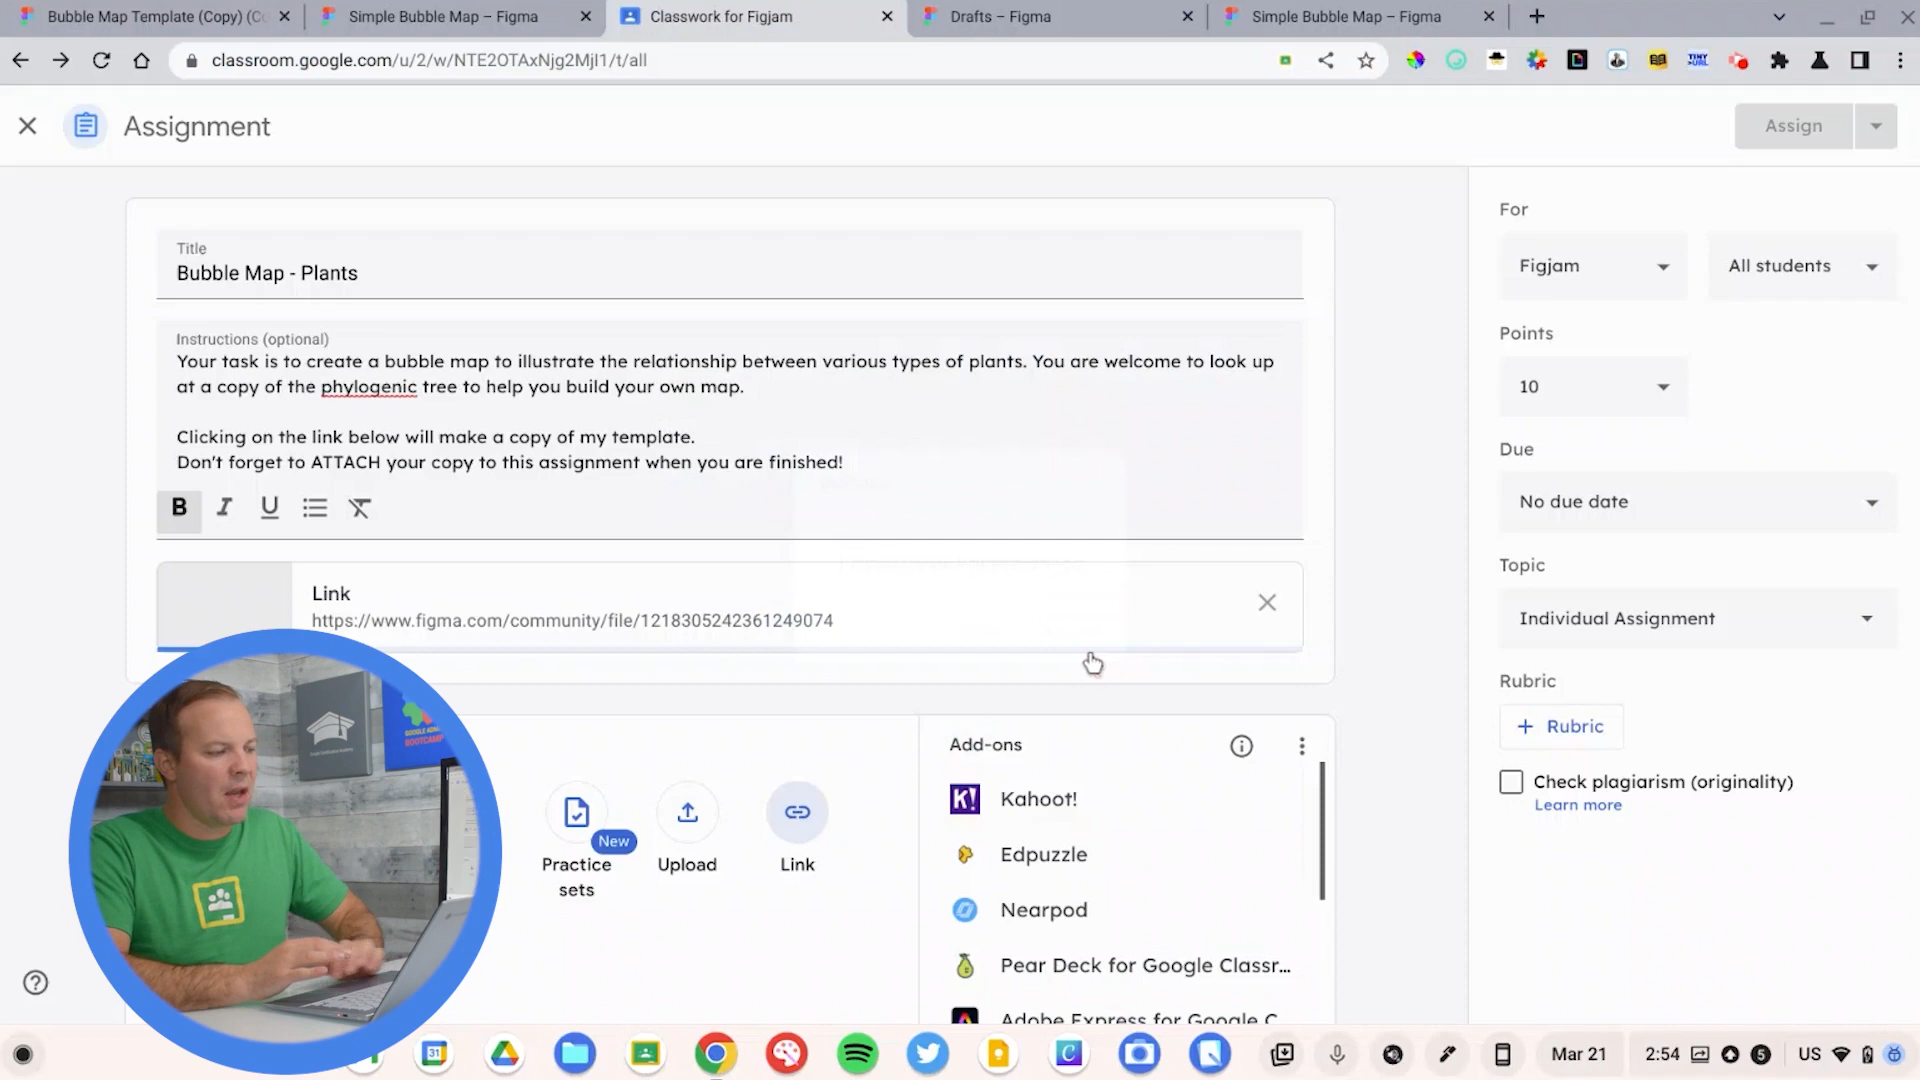 Bubble Map Template (Copy) (Co
Simple Bubble Map – Figma
Classwork for Figjam
Drafts – Figma
Simple Bubble Map – Figma
classroom.google.com/u/2/w/NTE2OTAxNjg2MjI1/t/all
Assignment
Assign
Title
Bubble Map - Plants
Instructions (optional)
Your task is to create a bubble map to illustrate the relationship between various types of plants. You are welcome to look up
at a copy of the phylogenic tree to help you build your own map.
Clicking on the link below will make a copy of my template.
Don't forget to ATTACH your copy to this assignment when you are finished!
B I U
Link
https://www.figma.com/community/file/1218305242361249074
New
Practice
sets
Upload
Link
Add-ons
Kahoot!
Edpuzzle
Nearpod
Pear Deck for Google Classr...
Adobe Express for Google C
For
Figjam
All students
Points
10
Due
No due date
Topic
Individual Assignment
Rubric
+ Rubric
Check plagiarism (originality)
Learn more
Mar 21
2:54
5
US